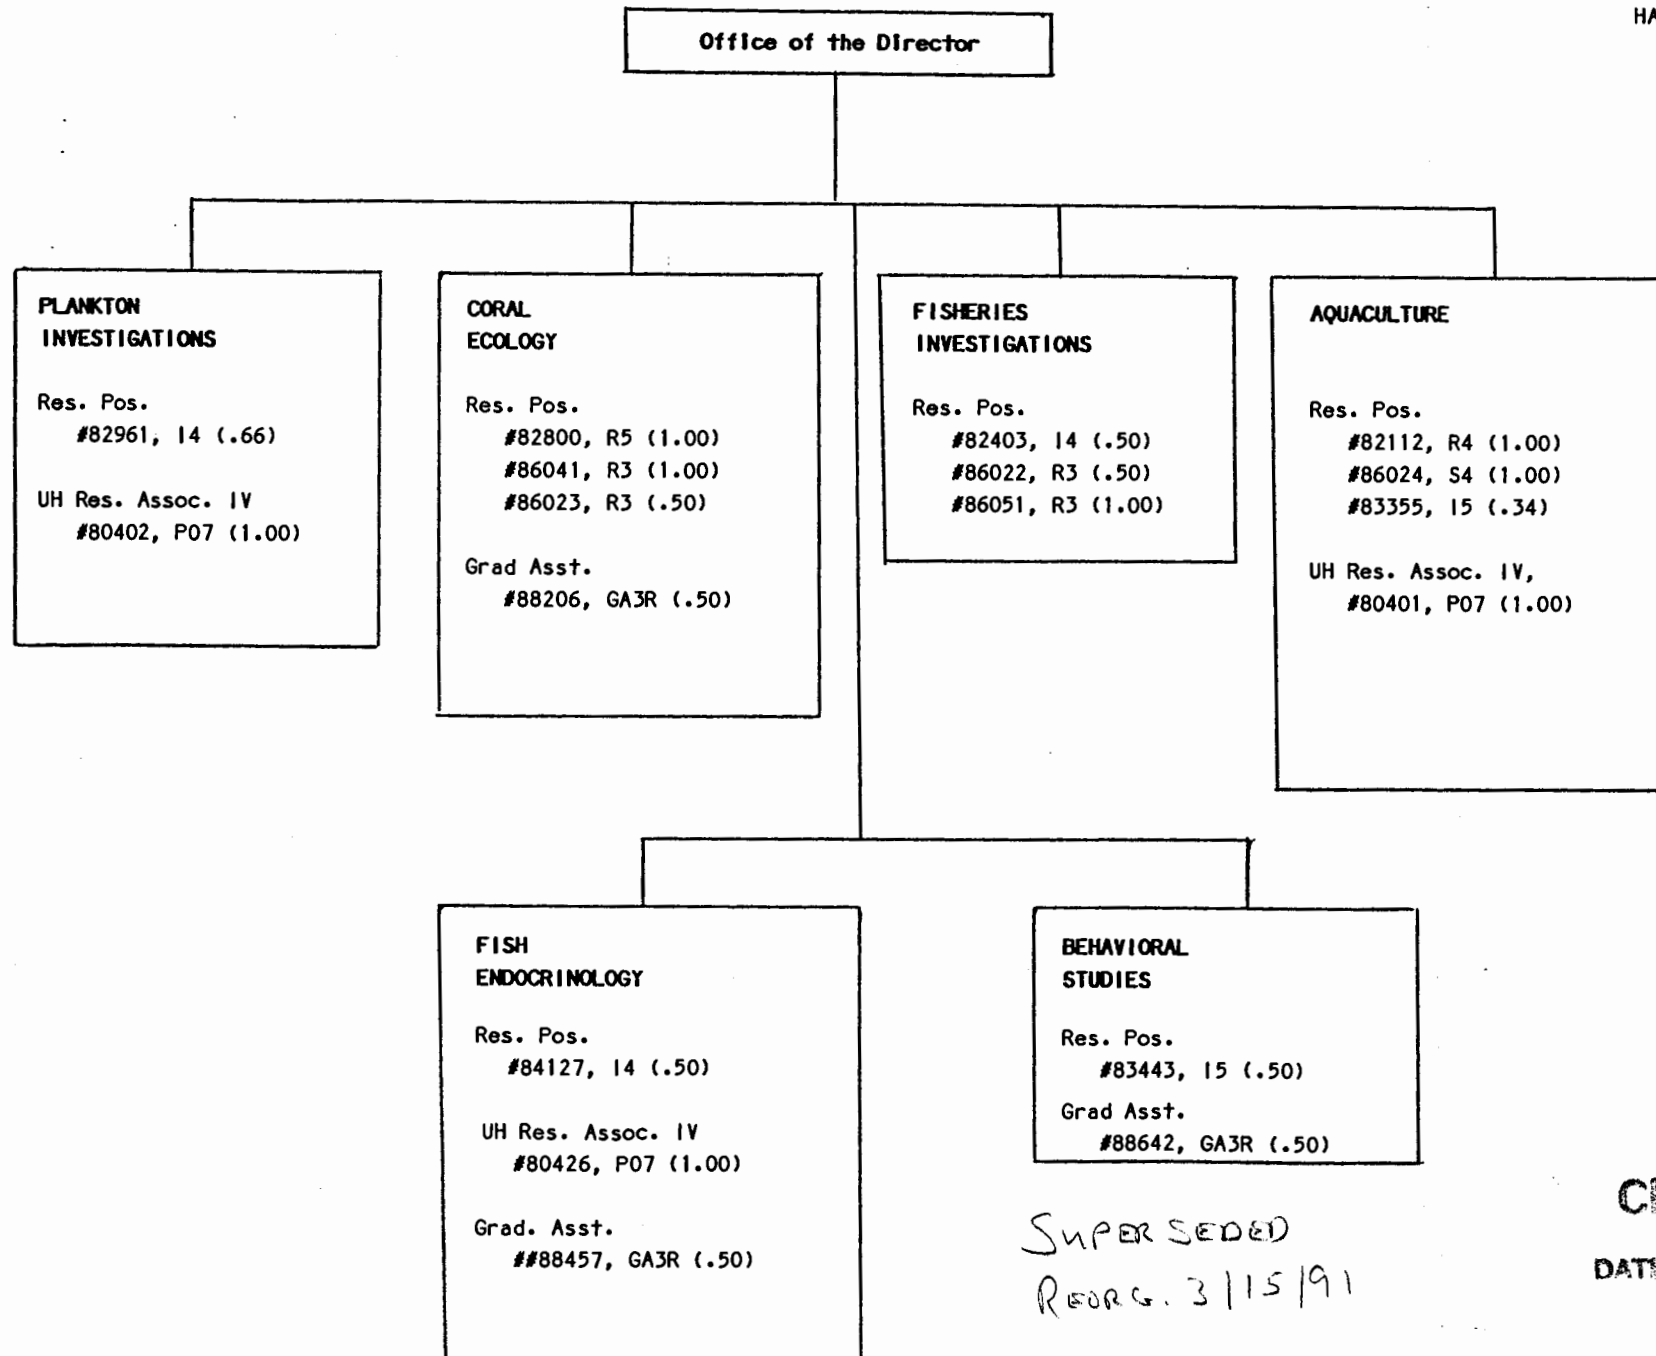 HA
Office of the Director
PLANKTON
INVESTIGATIONS
Res. Pos.
#82961, I4 (.66)
UH Res. Assoc. IV
#80402, P07 (1.00)
CORAL
ECOLOGY
Res. Pos.
#82800, R5 (1.00)
#86041, R3 (1.00)
#86023, R3 (.50)
Grad Asst.
#88206, GA3R (.50)
FISHERIES
INVESTIGATIONS
Res. Pos.
#82403, I4 (.50)
#86022, R3 (.50)
#86051, R3 (1.00)
AQUACULTURE
Res. Pos.
#82112, R4 (1.00)
#86024, S4 (1.00)
#83355, I5 (.34)
UH Res. Assoc. IV,
#80401, P07 (1.00)
FISH
ENDOCRINOLOGY
Res. Pos.
#84127, I4 (.50)
UH Res. Assoc. IV
#80426, P07 (1.00)
Grad. Asst.
##88457, GA3R (.50)
BEHAVIORAL
STUDIES
Res. Pos.
#83443, I5 (.50)
Grad Asst.
#88642, GA3R (.50)
SUPERSEDED
REORG. 3/15/91
DAT